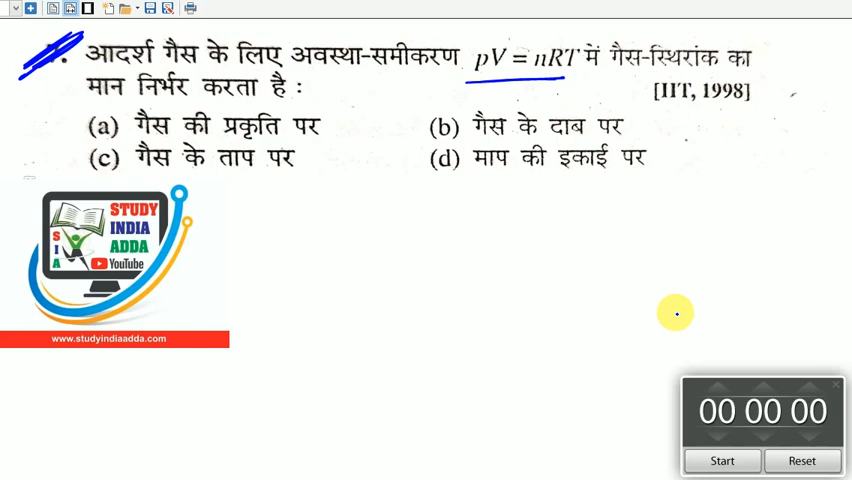 आदर्श गैस के लिए अवस्था-समीकरण pV = nRT में गैस-स्थिरांक का
मान निर्भर करता है :
[IIT, 1998]
(a) गैस की प्रकृति पर
(b) गैस के दाब पर
(c) गैस के ताप पर
(d) माप की इकाई पर
STUDY
INDIA
ADDA
YouTube
SIA
www.studyindiaadda.com
00 00 00
Start
Reset